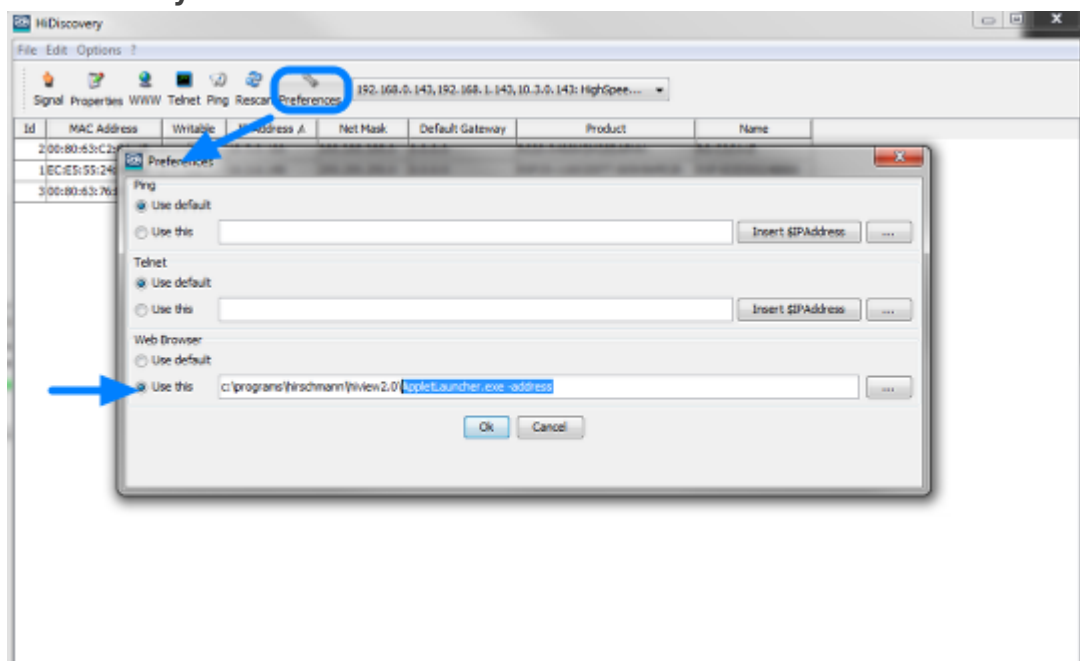 HiDiscovery
File Edit Options ?
Signal Properties WWW Telnet Ping Rescan Preferences 192.168.0.143,192.168.1.143,10.3.0.143: HighSpee...
Id MAC Address Writable Address Net Mask Default Gateway Product Name
2 00:80:63:C2:
1 EC:E5:55:24:
3 00:80:63:76:
Preferences
Ping
Use default
Use this Insert $IPAddress ...
Telnet
Use default
Use this Insert $IPAddress ...
Web Browser
Use default
Use this c:\programs\hirschmann\hiview2.0\AppletLauncher.exe -address ...
Ok Cancel